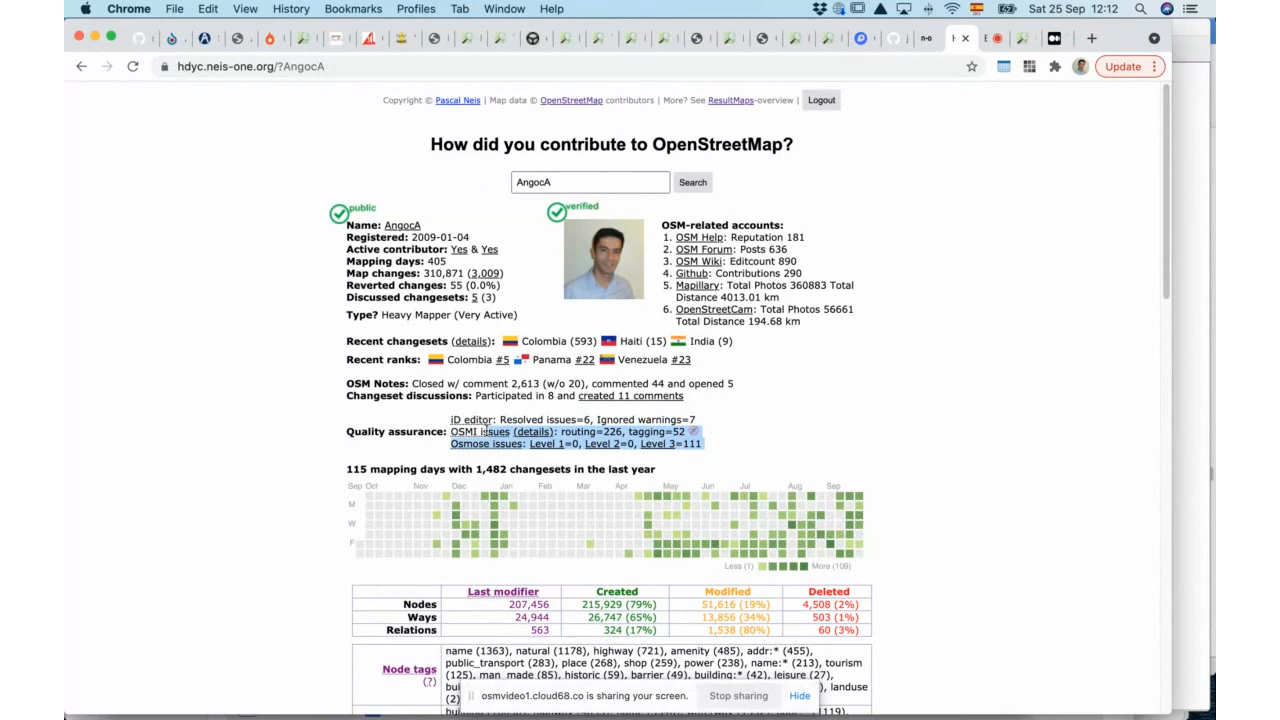 Chrome File Edit View History Bookmarks Profiles Tab Window Help Sat 25 Sep 12:12
hdyc.neis-one.org/?AngocA Update
Copyright © Pascal Neis | Map data © OpenStreetMap contributors | More? See ResultMaps-overview | Logout
How did you contribute to OpenStreetMap?
AngocA Search
public
verified
Name: AngocA
Registered: 2009-01-04
Active contributor: Yes & Yes
Mapping days: 405
Map changes: 310,871 (3,009)
Reverted changes: 55 (0.0%)
Discussed changesets: 5 (3)
Type? Heavy Mapper (Very Active)
OSM-related accounts:
1. OSM Help: Reputation 181
2. OSM Forum: Posts 636
3. OSM Wiki: Editcount 890
4. Github: Contributions 290
5. Mapillary: Total Photos 360883 Total
Distance 4013.01 km
6. OpenStreetCam: Total Photos 56661
Total Distance 194.68 km
Recent changesets (details): Colombia (593) Haiti (15) India (9)
Recent ranks: Colombia #5 Panama #22 Venezuela #23
OSM Notes: Closed w/ comment 2,613 (w/o 20), commented 44 and opened 5
Changeset discussions: Participated in 8 and created 11 comments
iD editor: Resolved issues=6, Ignored warnings=7
Quality assurance: OSMI issues (details): routing=226, tagging=52
Osmose issues: Level 1=0, Level 2=0, Level 3=111
115 mapping days with 1,482 changesets in the last year
Sep Oct Nov Dec Jan Feb Mar Apr May Jun Jul Aug Sep
M
W
F
Less (1) More (109)
Last modifier Created Modified Deleted
Nodes 207,456 215,929 (79%) 51,616 (19%) 4,508 (2%)
Ways 24,944 26,747 (65%) 13,856 (34%) 503 (1%)
Relations 563 324 (17%) 1,538 (80%) 60 (3%)
Node tags
(?)
name (1363), natural (1178), highway (721), amenity (485), addr:* (455),
public_transport (283), place (268), shop (259), power (238), name:* (213), tourism
(125), man_made (85), historic (59), barrier (49), building:* (42), leisure (27),
landuse
osmvideo1.cloud68.co is sharing your screen. Stop sharing Hide